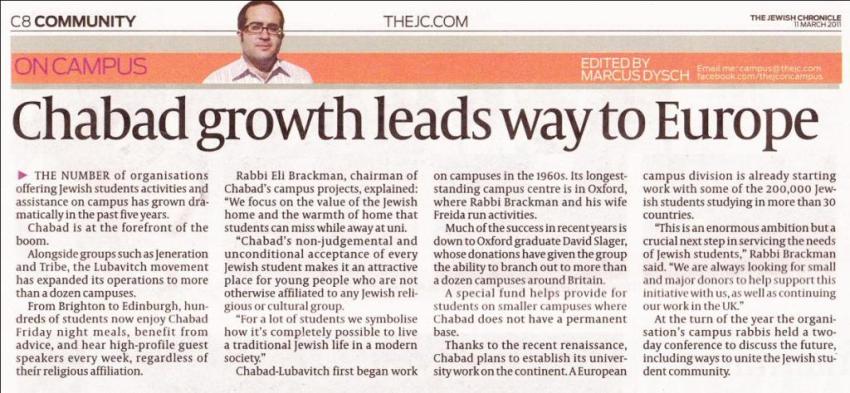 C8 COMMUNITY
THEJC.COM
THE JEWISH CHRONICLE
11 MARCH 2011
ON CAMPUS
EDITED BY
MARCUS DYSCH
Email me: campus@thejc.com
facebook.com/thejconcampus
Chabad growth leads way to Europe
▶ THE NUMBER of organisations
offering Jewish students activities and
assistance on campus has grown dra-
matically in the past five years.
Chabad is at the forefront of the
boom.
Alongside groups such as Jeneration
and Tribe, the Lubavitch movement
has expanded its operations to more
than a dozen campuses.
From Brighton to Edinburgh, hun-
dreds of students now enjoy Chabad
Friday night meals, benefit from
advice, and hear high-profile guest
speakers every week, regardless of
their religious affiliation.
Rabbi Eli Brackman, chairman of
Chabad's campus projects, explained:
"We focus on the value of the Jewish
home and the warmth of home that
students can miss while away at uni.
"Chabad's non-judgemental and
unconditional acceptance of every
Jewish student makes it an attractive
place for young people who are not
otherwise affiliated to any Jewish reli-
gious or cultural group.
"For a lot of students we symbolise
how it's completely possible to live
a traditional Jewish life in a modern
society."
Chabad-Lubavitch first began work
on campuses in the 1960s. Its longest-
standing campus centre is in Oxford,
where Rabbi Brackman and his wife
Freida run activities.
Much of the success in recent years is
down to Oxford graduate David Slager,
whose donations have given the group
the ability to branch out to more than
a dozen campuses around Britain.
A special fund helps provide for
students on smaller campuses where
Chabad does not have a permanent
base.
Thanks to the recent renaissance,
Chabad plans to establish its univer-
sity work on the continent. A European
campus division is already starting
work with some of the 200,000 Jew-
ish students studying in more than 30
countries.
"This is an enormous ambition but a
crucial next step in servicing the needs
of Jewish students," Rabbi Brackman
said. "We are always looking for small
and major donors to help support this
initiative with us, as well as continuing
our work in the UK."
At the turn of the year the organi-
sation's campus rabbis held a two-
day conference to discuss the future,
including ways to unite the Jewish stu-
dent community.